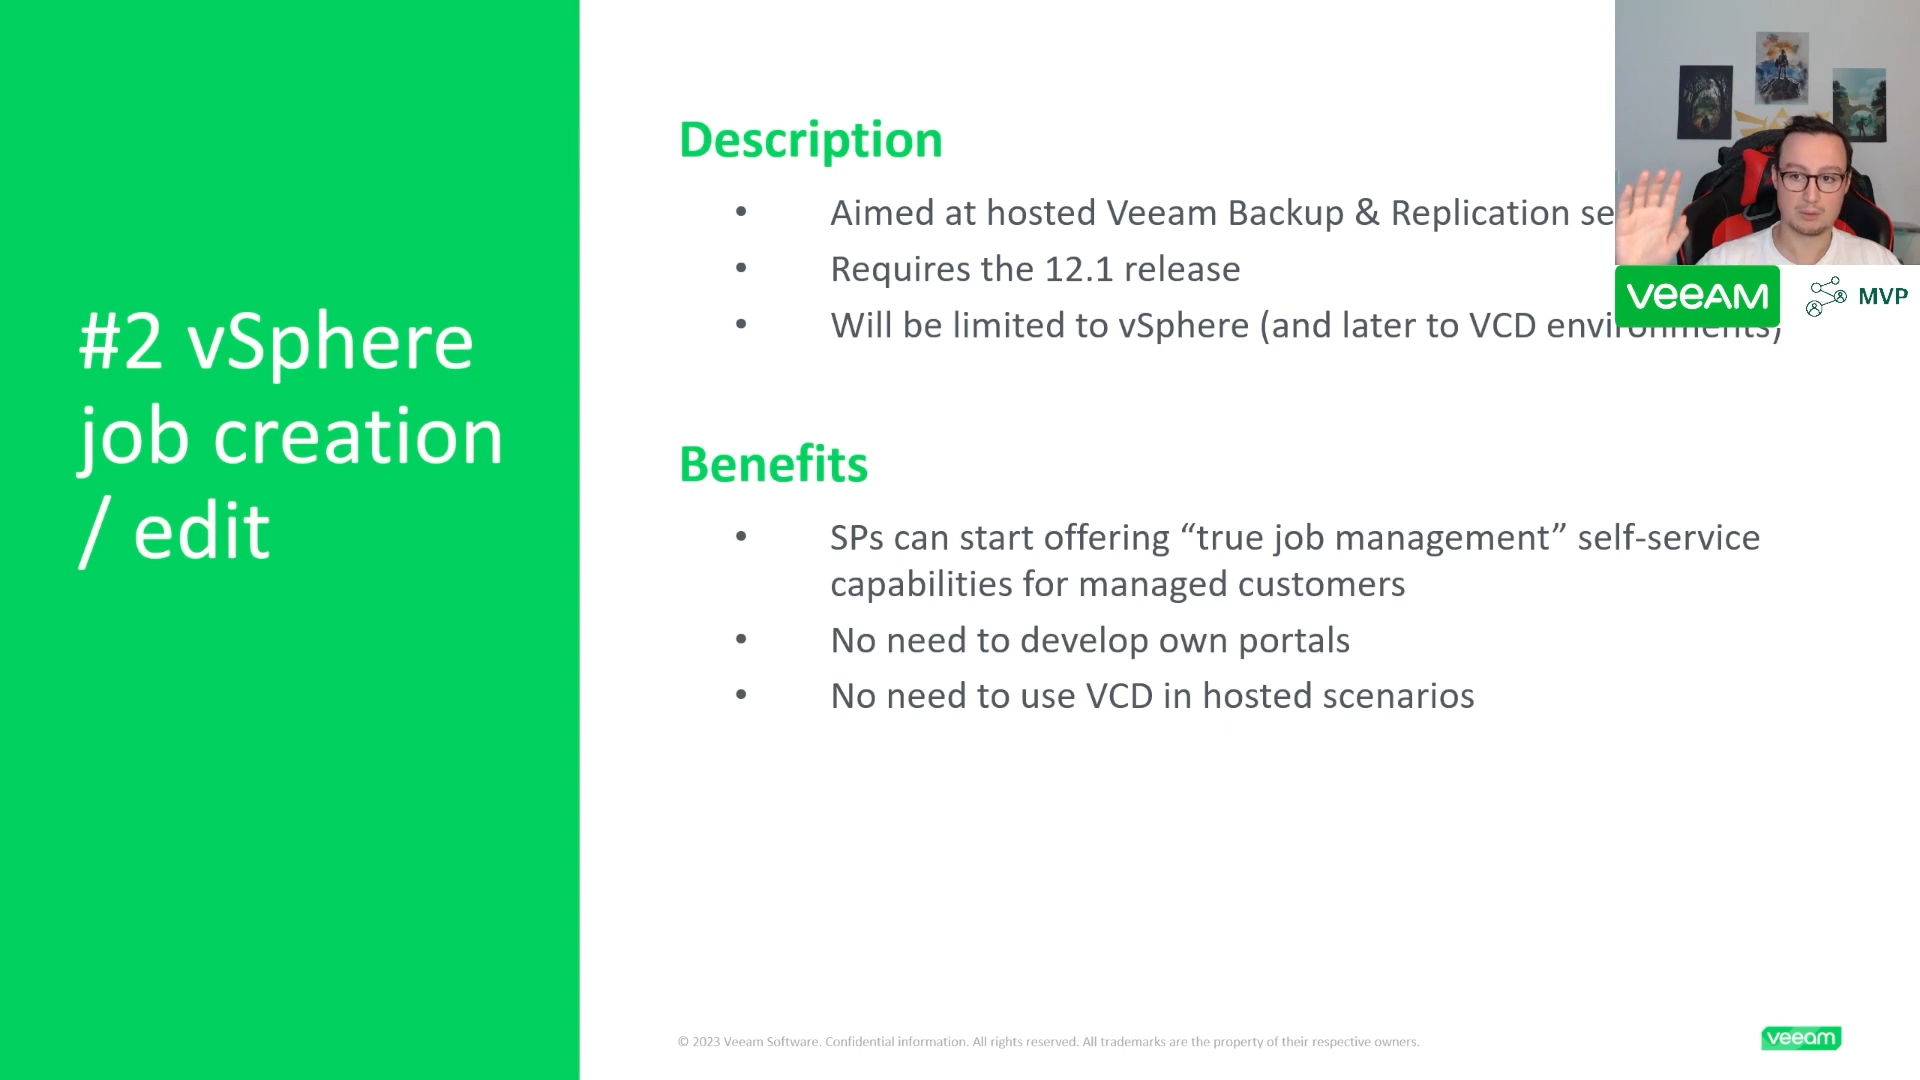 #2 vSphere
job creation
/ edit
Description
• Aimed at hosted Veeam Backup & Replication
• Requires the 12.1 release
• Will be limited to vSphere (and later to VCD environments)
Benefits
• SPs can start offering “true job management” self-service
capabilities for managed customers
• No need to develop own portals
• No need to use VCD in hosted scenarios
veeAM
MVP
© 2023 Veeam Software. Confidential information. All rights reserved. All trademarks are the property of their respective owners.
veeam